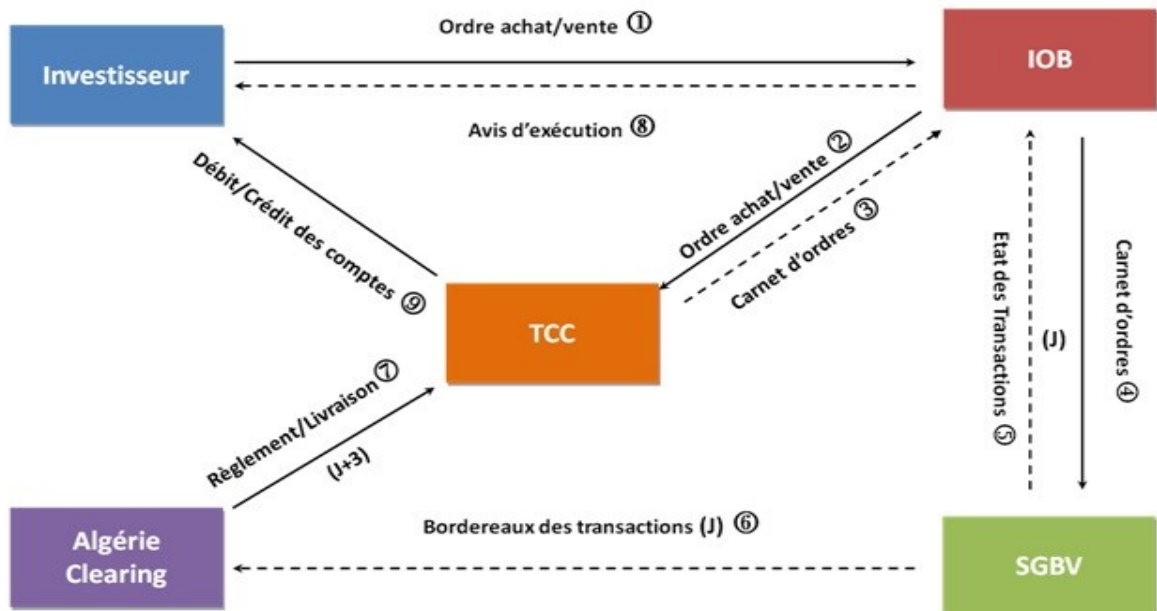 Ordre achat/vente ①
Investisseur
IOB
Avis d'exécution ⑧
Ordre achat/vente ②
Carnet d'ordres ③
Débit/Crédit des comptes ⑨
TCC
Etat des Transactions ⑤
(J)
Carnet d'ordres ④
Règlement/Livraison ⑦
(J+3)
Bordereaux des transactions (J) ⑥
Algérie
Clearing
SGBV